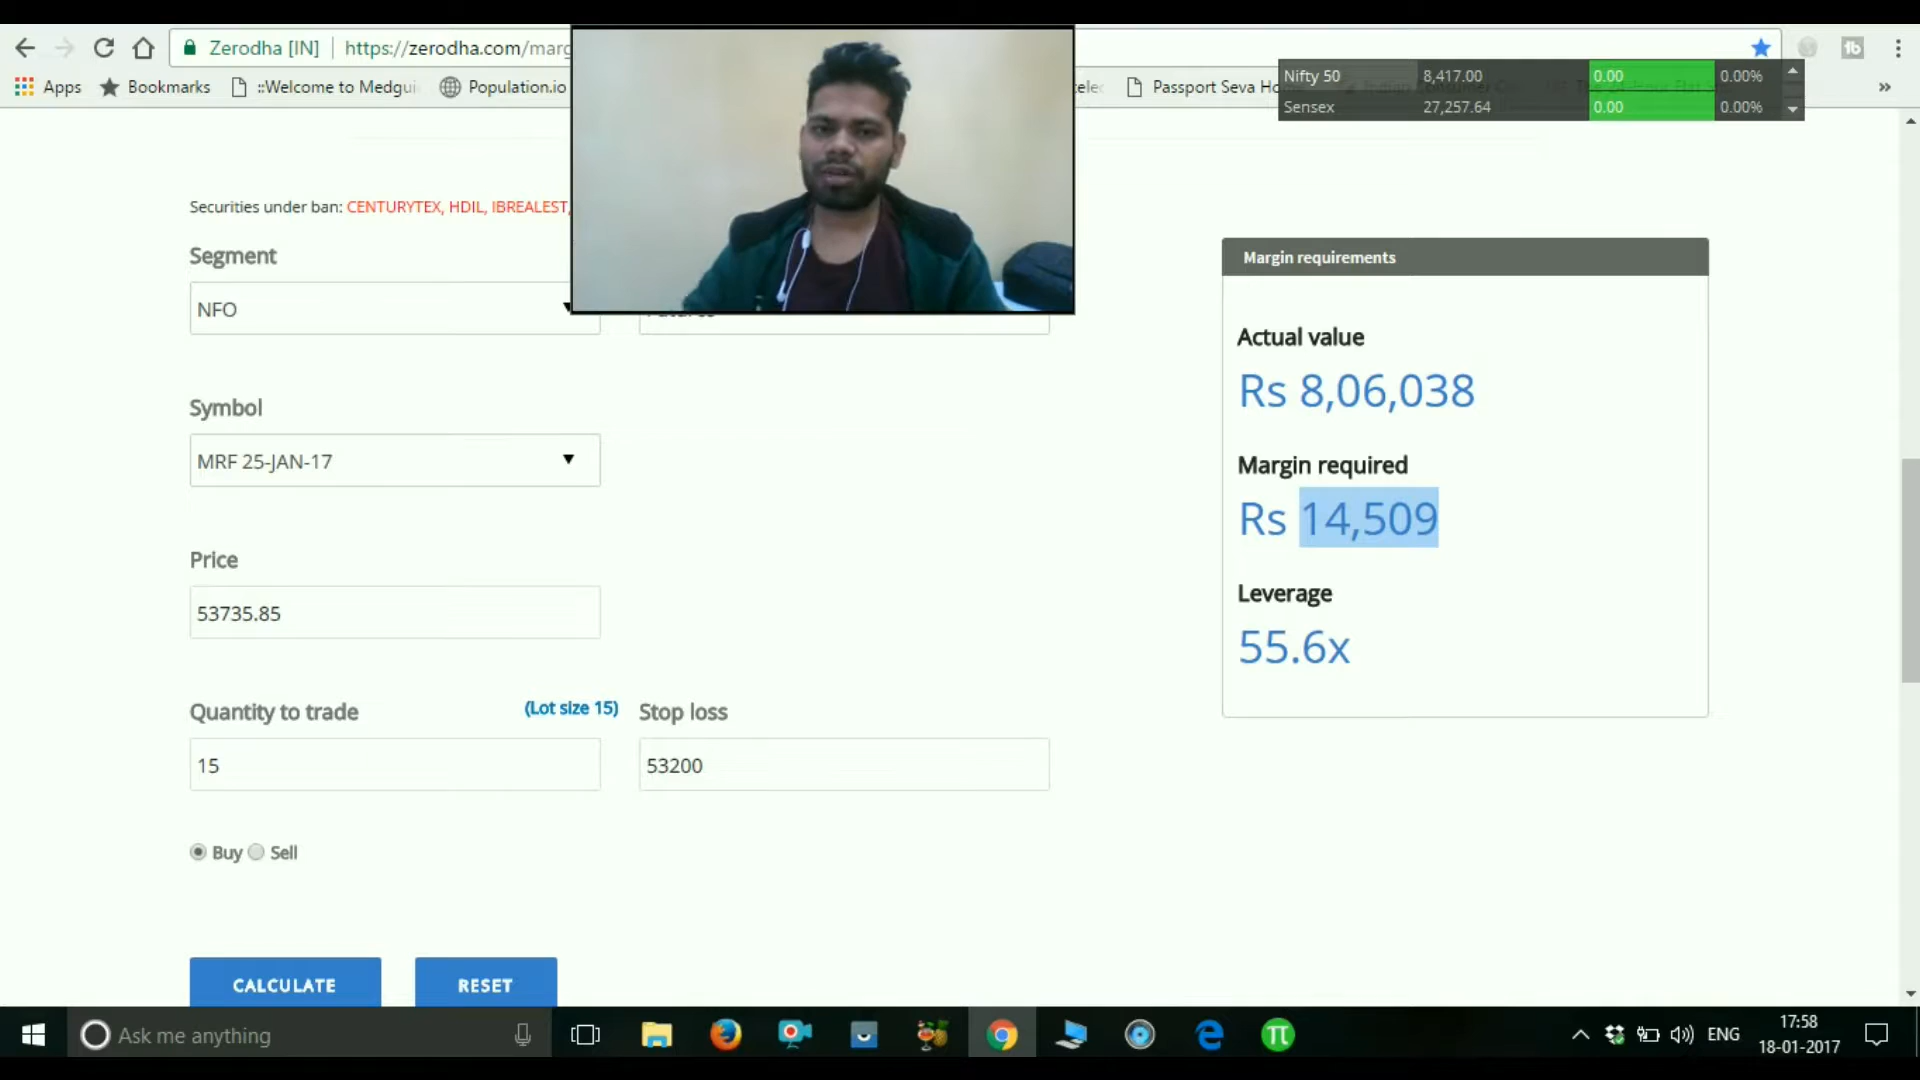 Zerodha [IN] https://zerodha.com/marg
Apps Bookmarks ::Welcome to Medgui Population.io Passport Seva Ho
Nifty 50 8,417.00 0.00 0.00%
Sensex 27,257.64 0.00 0.00%
Securities under ban: CENTURYTEX, HDIL, IBREALEST,
Segment
NFO
Symbol
MRF 25-JAN-17
Price
53735.85
Quantity to trade (Lot size 15) Stop loss
15 53200
Buy Sell
CALCULATE RESET
Margin requirements
Actual value
Rs 8,06,038
Margin required
Rs 14,509
Leverage
55.6x
Ask me anything
ENG
17:58
18-01-2017